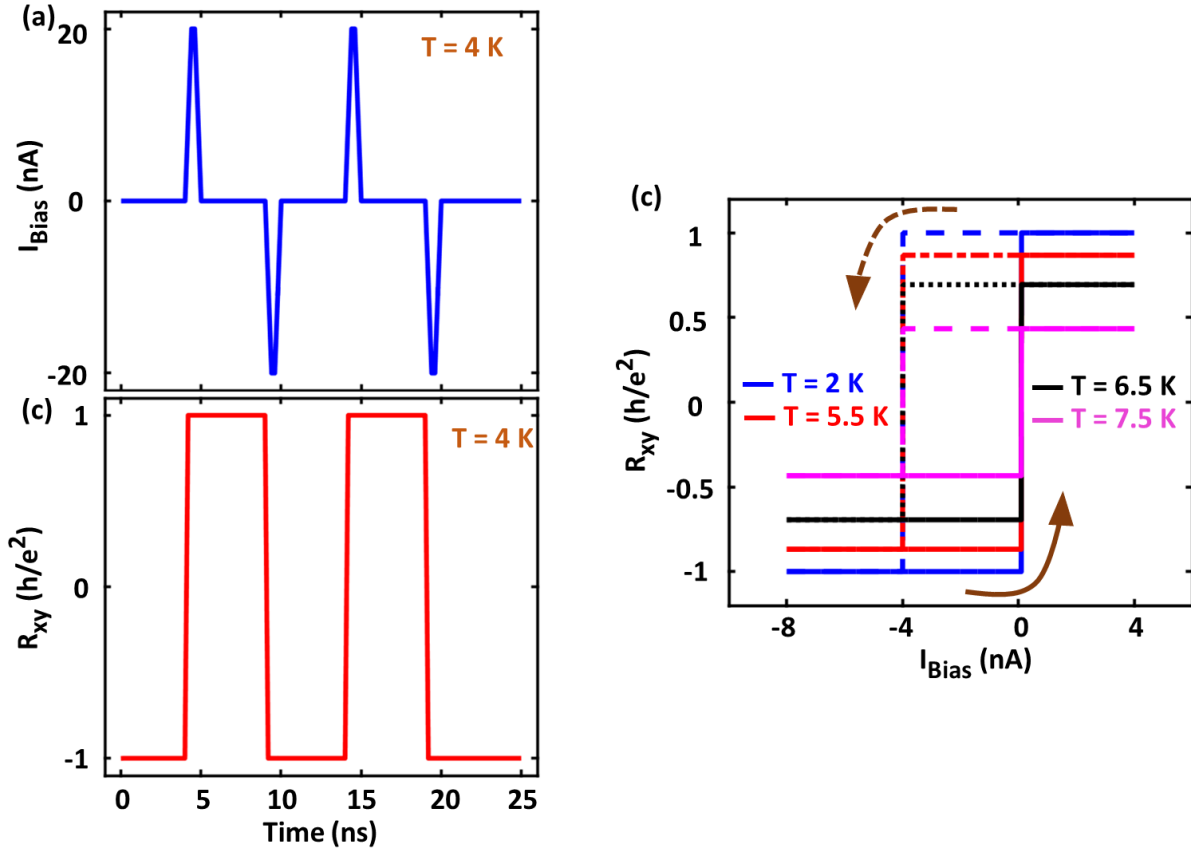 (a)
20
T = 4 K
0
I_Bias (nA)
-20
(c)
1
T = 4 K
R_xy (h/e²)
0
-1
0 5 10 15 20 25
Time (ns)
(c)
1
0.5
T = 2 K
T = 6.5 K
R_xy (h/e²)
0
T = 5.5 K
T = 7.5 K
-0.5
-1
-8 -4 0 4
I_Bias (nA)